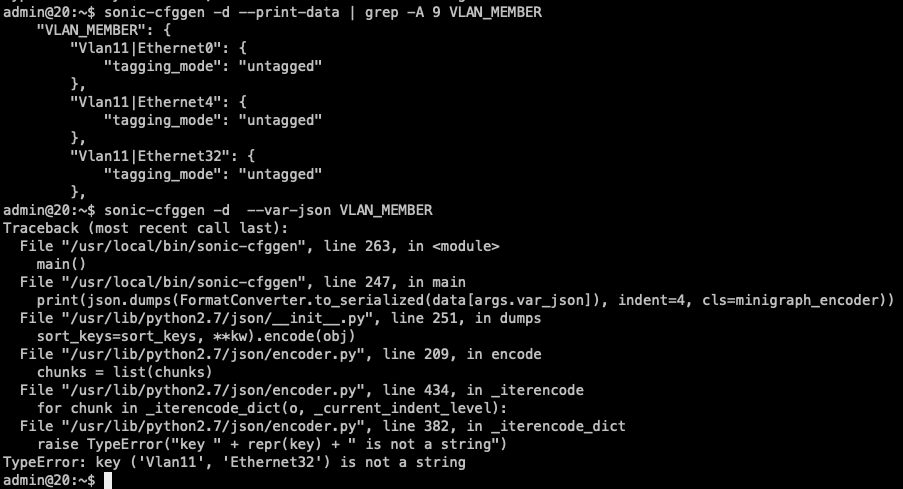 admin@20:~$ sonic-cfggen -d --print-data | grep -A 9 VLAN_MEMBER
    "VLAN_MEMBER": {
        "Vlan11|Ethernet0": {
            "tagging_mode": "untagged"
        },
        "Vlan11|Ethernet4": {
            "tagging_mode": "untagged"
        },
        "Vlan11|Ethernet32": {
            "tagging_mode": "untagged"
        },
admin@20:~$ sonic-cfggen -d  --var-json VLAN_MEMBER
Traceback (most recent call last):
  File "/usr/local/bin/sonic-cfggen", line 263, in <module>
    main()
  File "/usr/local/bin/sonic-cfggen", line 247, in main
    print(json.dumps(FormatConverter.to_serialized(data[args.var_json]), indent=4, cls=minigraph_encoder))
  File "/usr/lib/python2.7/json/__init__.py", line 251, in dumps
    sort_keys=sort_keys, **kw).encode(obj)
  File "/usr/lib/python2.7/json/encoder.py", line 209, in encode
    chunks = list(chunks)
  File "/usr/lib/python2.7/json/encoder.py", line 434, in _iterencode
    for chunk in _iterencode_dict(o, _current_indent_level):
  File "/usr/lib/python2.7/json/encoder.py", line 382, in _iterencode_dict
    raise TypeError("key " + repr(key) + " is not a string")
TypeError: key ('Vlan11', 'Ethernet32') is not a string
admin@20:~$